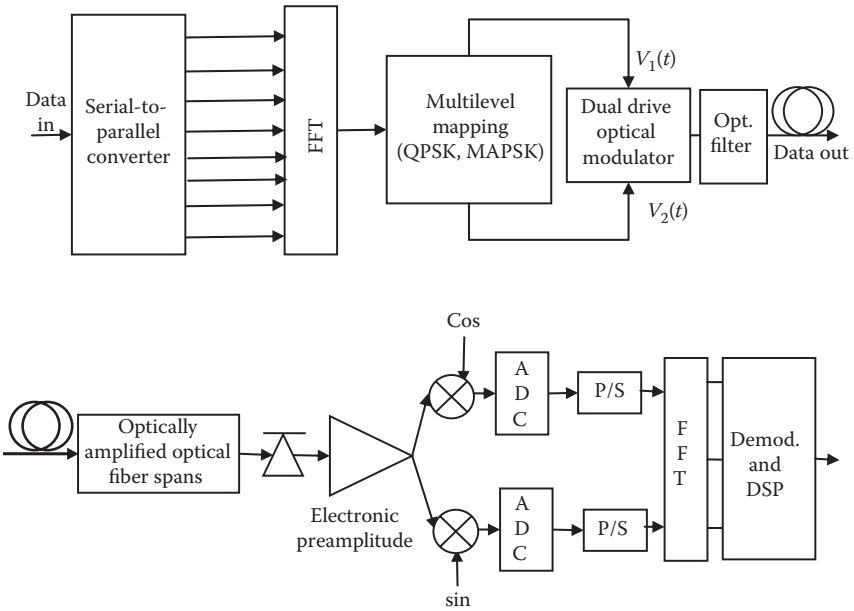 Data
in
Serial-to-
parallel
converter
FFT
Multilevel
mapping
(QPSK, MAPSK)
V1(t)
V2(t)
Dual drive
optical
modulator
Opt.
filter
Data out
Optically
amplified optical
fiber spans
Electronic
preamplitude
Cos
sin
A
D
C
P/S
A
D
C
P/S
F
F
T
Demod.
and
DSP